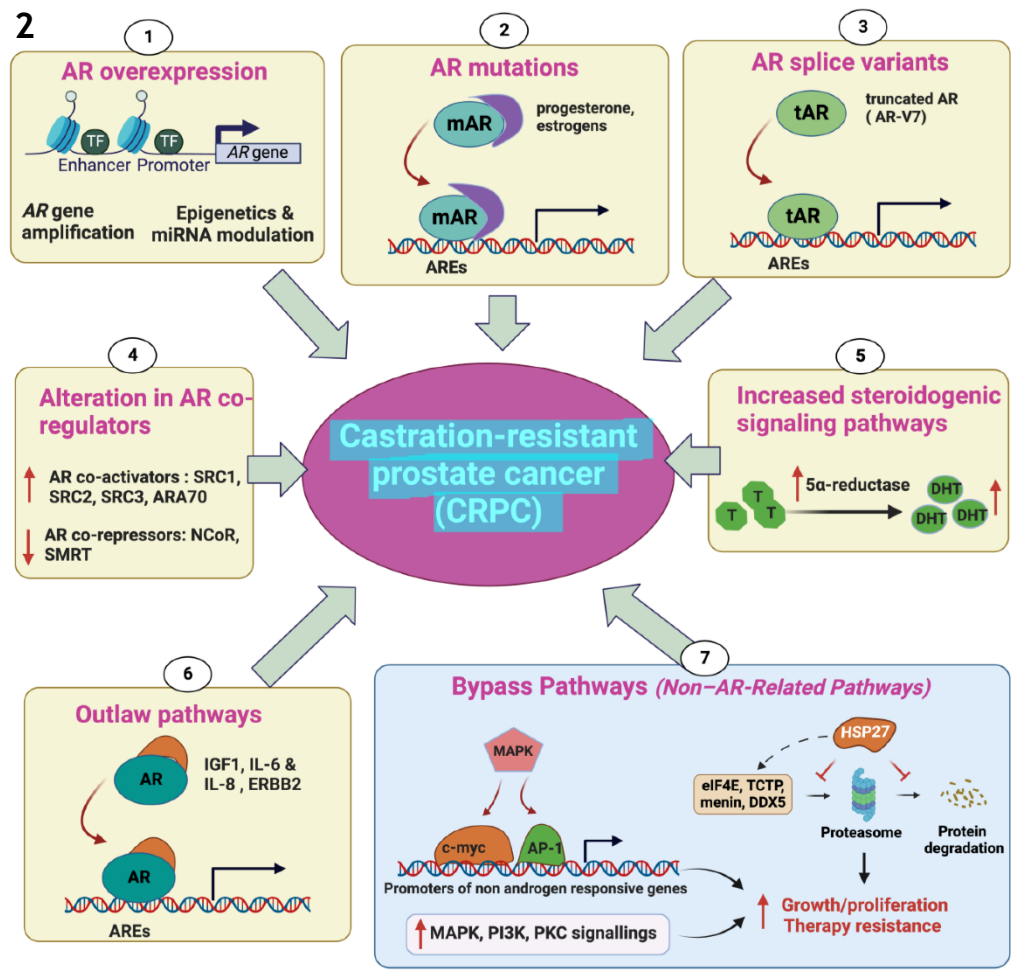 2
1
AR overexpression
TF
TF
AR gene
Enhancer Promoter
AR gene
amplification
Epigenetics &
miRNA modulation
2
AR mutations
mAR
progesterone,
estrogens
mAR
AREs
3
AR splice variants
tAR
truncated AR
( AR-V7)
tAR
AREs
4
Alteration in AR co-
regulators
AR co-activators : SRC1,
SRC2, SRC3, ARA70
AR co-repressors: NCoR,
SMRT
Castration-resistant
prostate cancer
(CRPC)
5
Increased steroidogenic
signaling pathways
5α-reductase
T
T
T
DHT
DHT
DHT
6
Outlaw pathways
AR
IGF1, IL-6 &
IL-8 , ERBB2
AR
AREs
7
Bypass Pathways (Non–AR-Related Pathways)
MAPK
c-myc
AP-1
Promoters of non androgen responsive genes
MAPK, PI3K, PKC signallings
HSP27
eIF4E, TCTP,
menin, DDX5
Proteasome
Protein
degradation
Growth/proliferation
Therapy resistance